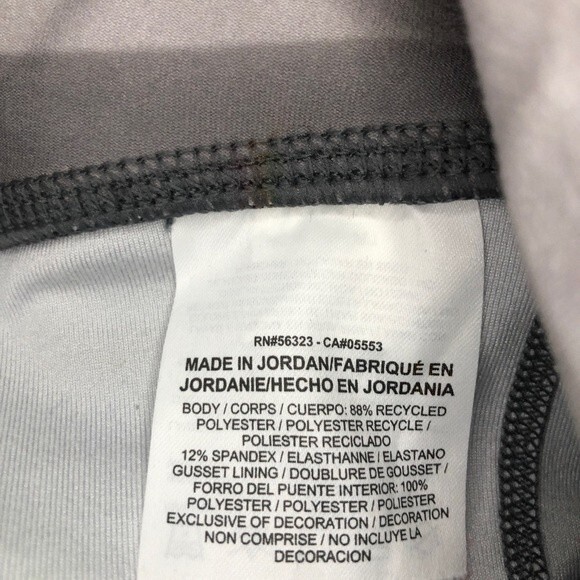 RN#56323 - CA#05553
MADE IN JORDAN/FABRIQUÉ EN
JORDANIE/HECHO EN JORDANIA
BODY / CORPS / CUERPO: 88% RECYCLED
POLYESTER / POLYESTER RECYCLE /
POLIESTER RECICLADO
12% SPANDEX / ELASTHANNE / ELASTANO
GUSSET LINING / DOUBLURE DE GOUSSET /
FORRO DEL PUENTE INTERIOR: 100%
POLYESTER / POLYESTER / POLIESTER
EXCLUSIVE OF DECORATION / DECORATION
NON COMPRISE / NO INCLUYE LA
DECORACION